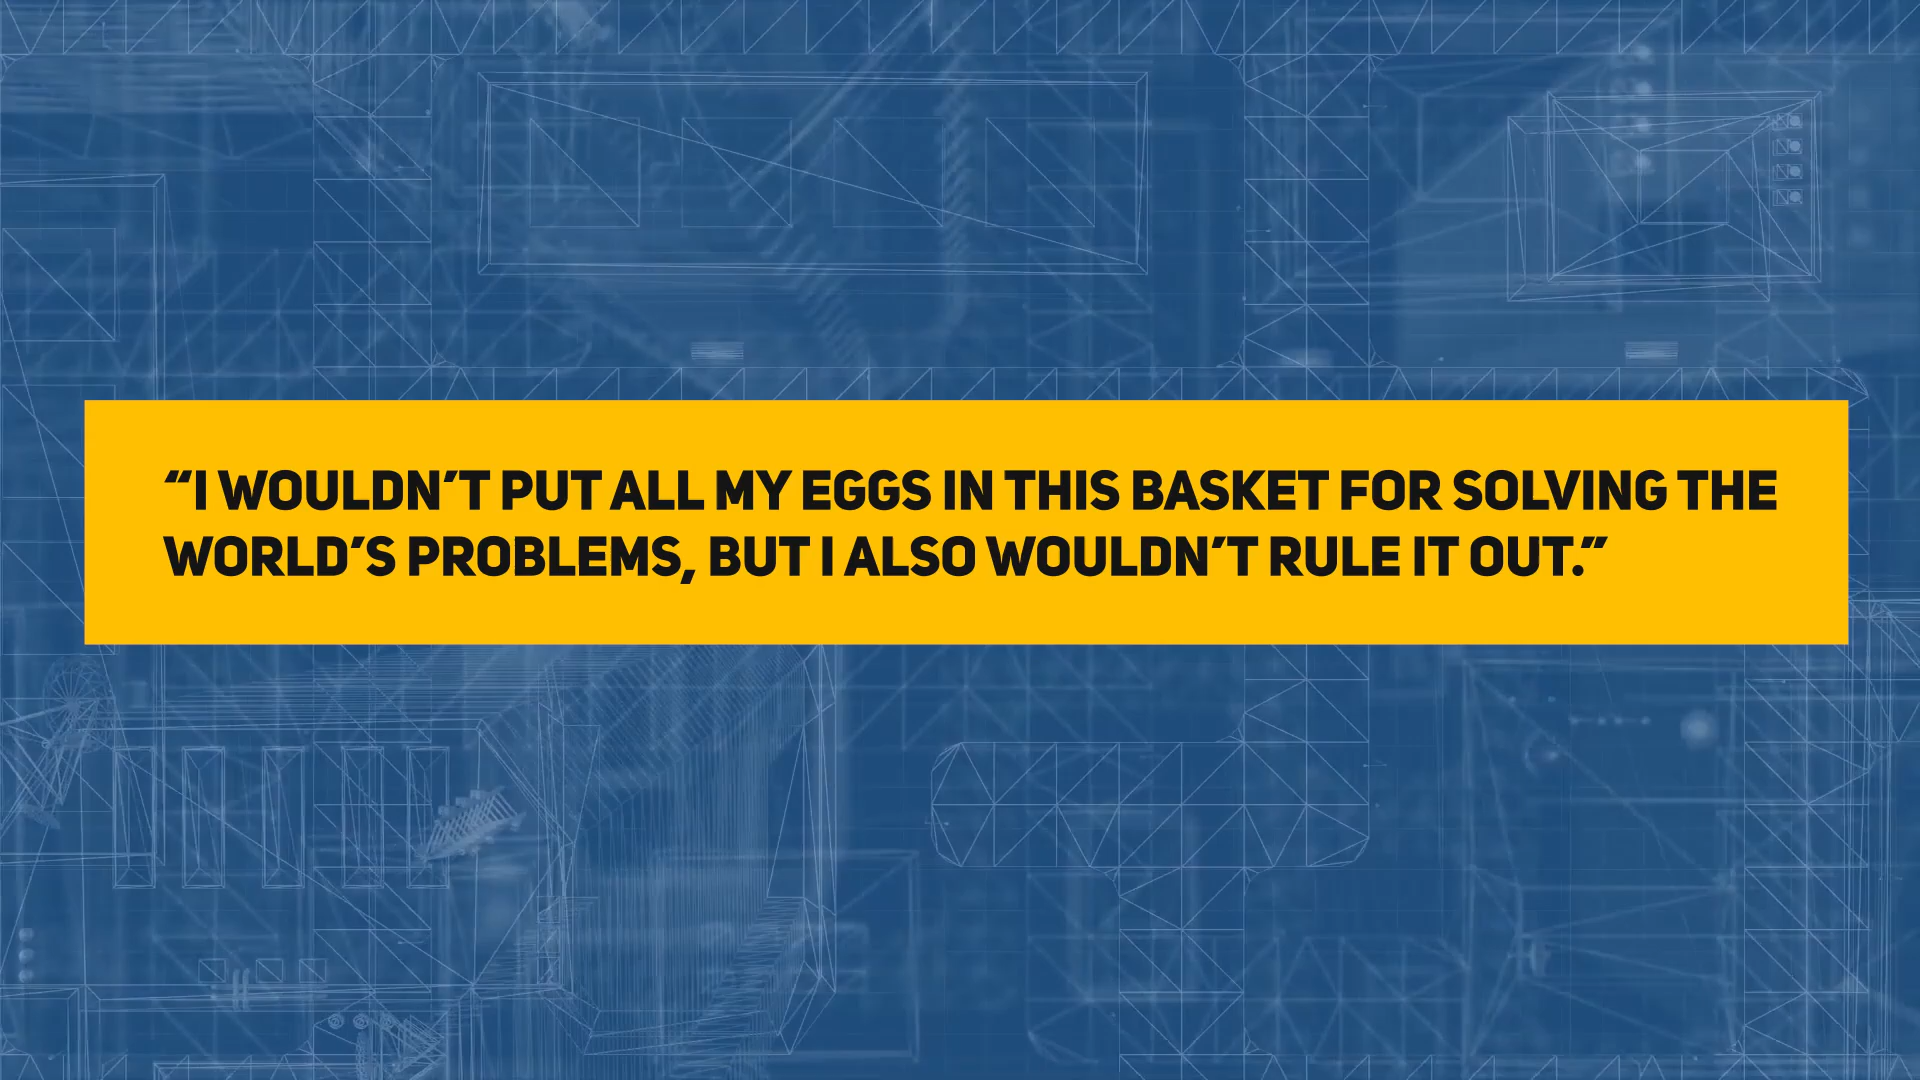 “I WOULDN’T PUT ALL MY EGGS IN THIS BASKET FOR SOLVING THE
WORLD’S PROBLEMS, BUT I ALSO WOULDN’T RULE IT OUT.”